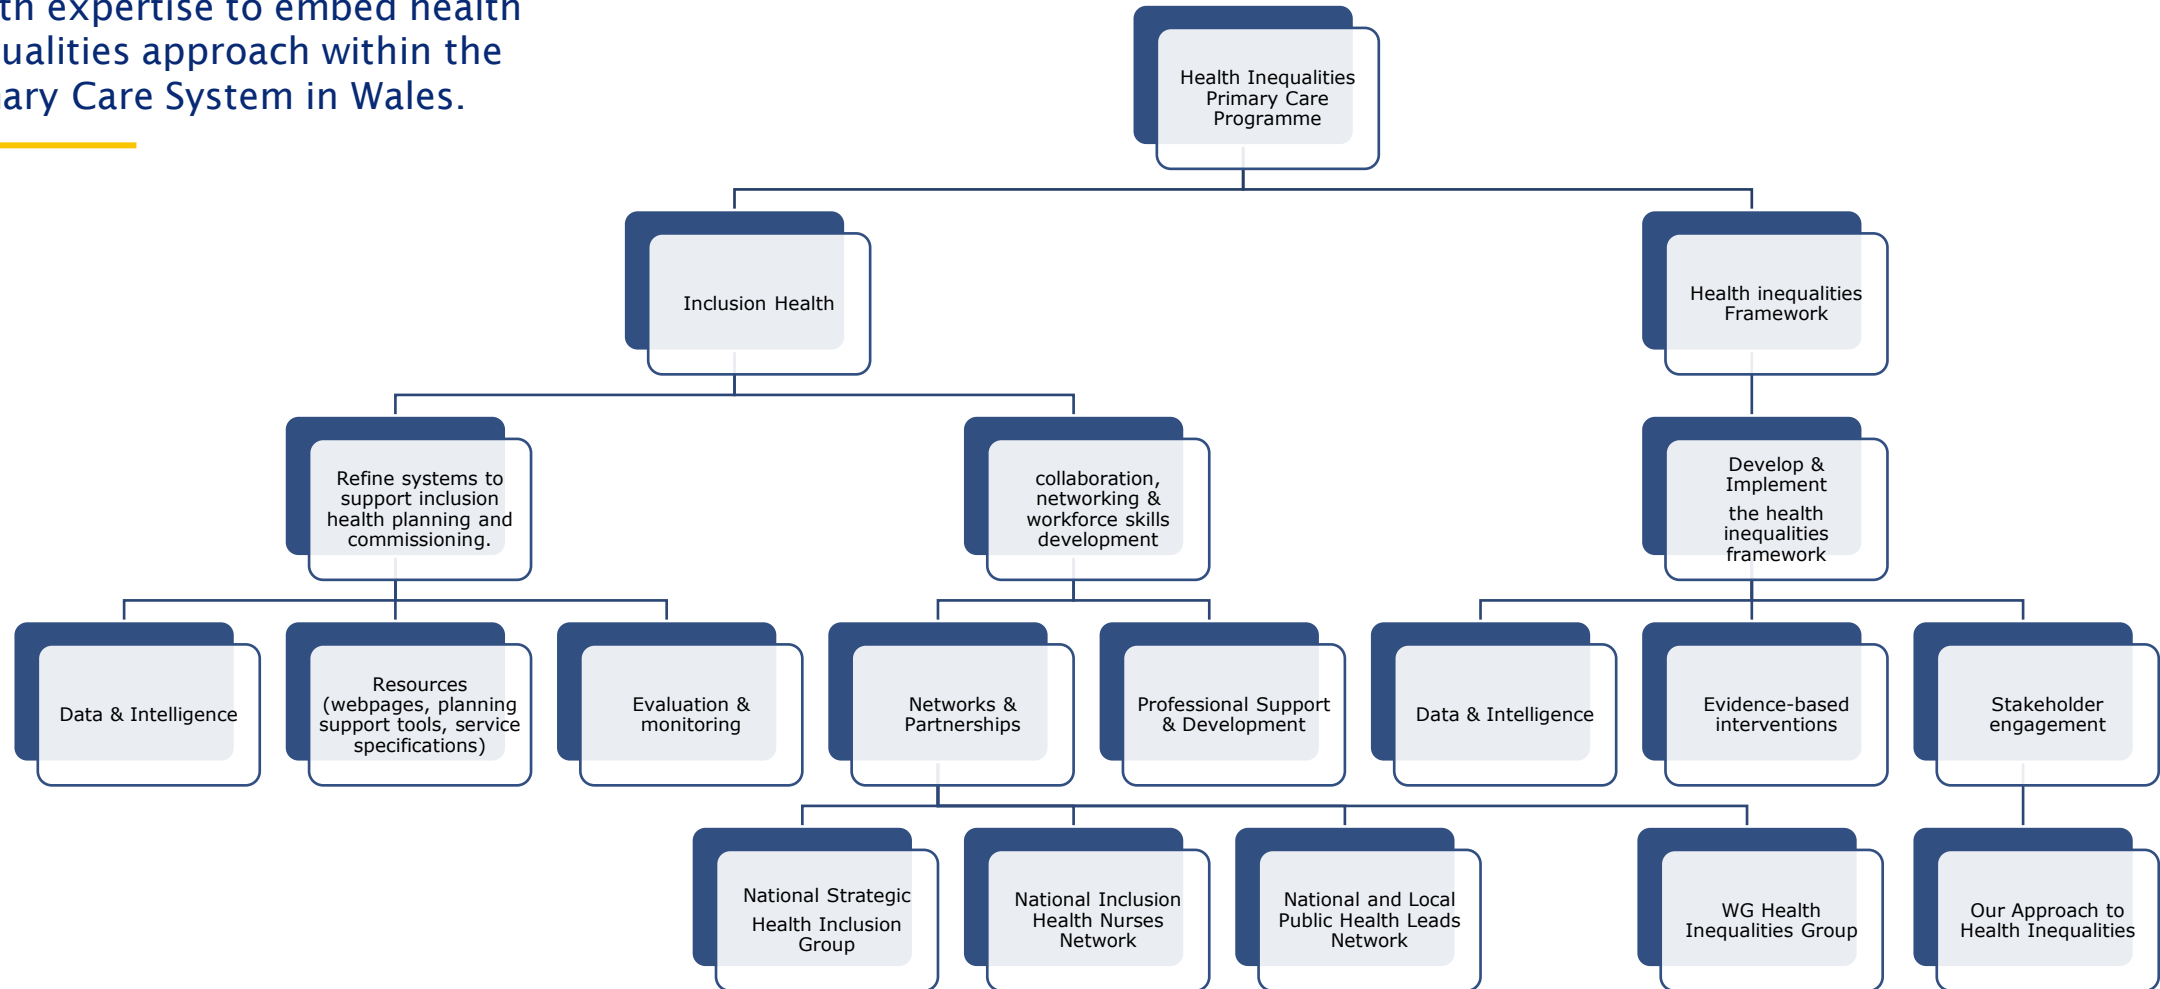 th expertise to embed health
qualities approach within the
ary Care System in Wales.
Health Inequalities
Primary Care
Programme
Inclusion Health
Health inequalities
Framework
Refine systems to
support inclusion
health planning and
commissioning.
collaboration,
networking &
workforce skills
development
Develop &
Implement
the health
inequalities
framework
Data & Intelligence
Resources
(webpages, planning
support tools, service
specifications)
Evaluation &
monitoring
Networks &
Partnerships
Professional Support
& Development
Data & Intelligence
Evidence-based
interventions
Stakeholder
engagement
National Strategic
Health Inclusion
Group
National Inclusion
Health Nurses
Network
National and Local
Public Health Leads
Network
WG Health
Inequalities Group
Our Approach to
Health Inequalities